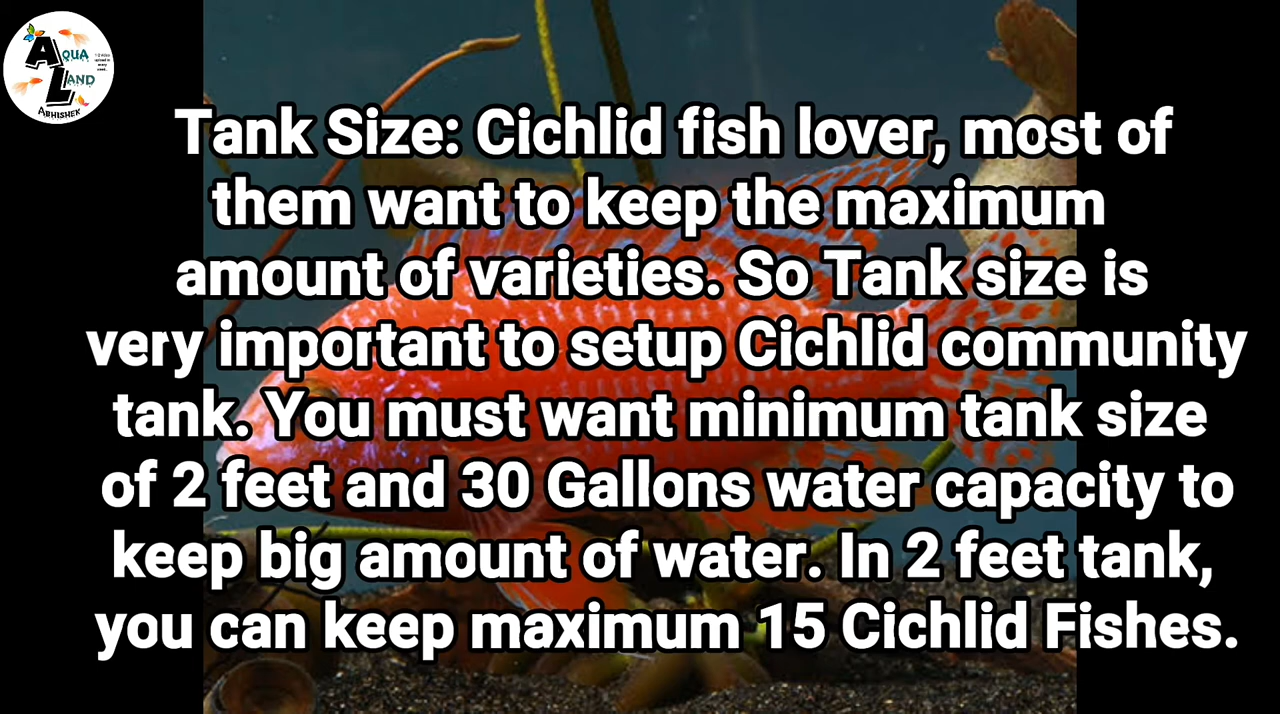 AQUA
LAND
ABHISHEK
Tank Size: Cichlid fish lover, most of
them want to keep the maximum
amount of varieties. So Tank size is
very important to setup Cichlid community
tank. You must want minimum tank size
of 2 feet and 30 Gallons water capacity to
keep big amount of water. In 2 feet tank,
you can keep maximum 15 Cichlid Fishes.